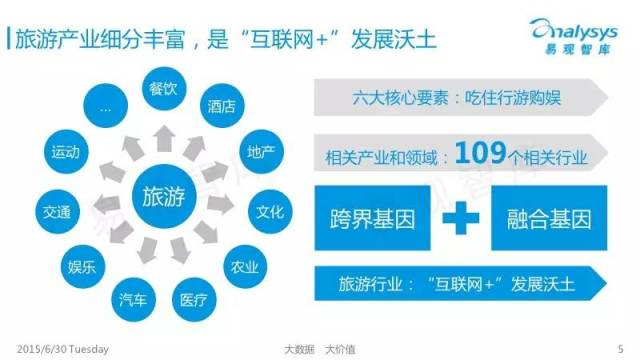 旅游产业细分丰富，是“互联网+”发展沃土
analysys
易观智库
餐饮
酒店
地产
文化
农业
医疗
汽车
娱乐
交通
运动
...
旅游
六大核心要素：吃住行游购娱
相关产业和领域：109个相关行业
跨界基因
融合基因
旅游行业：“互联网+”发展沃土
易观智库
2015/6/30 Tuesday
大数据 大价值
5